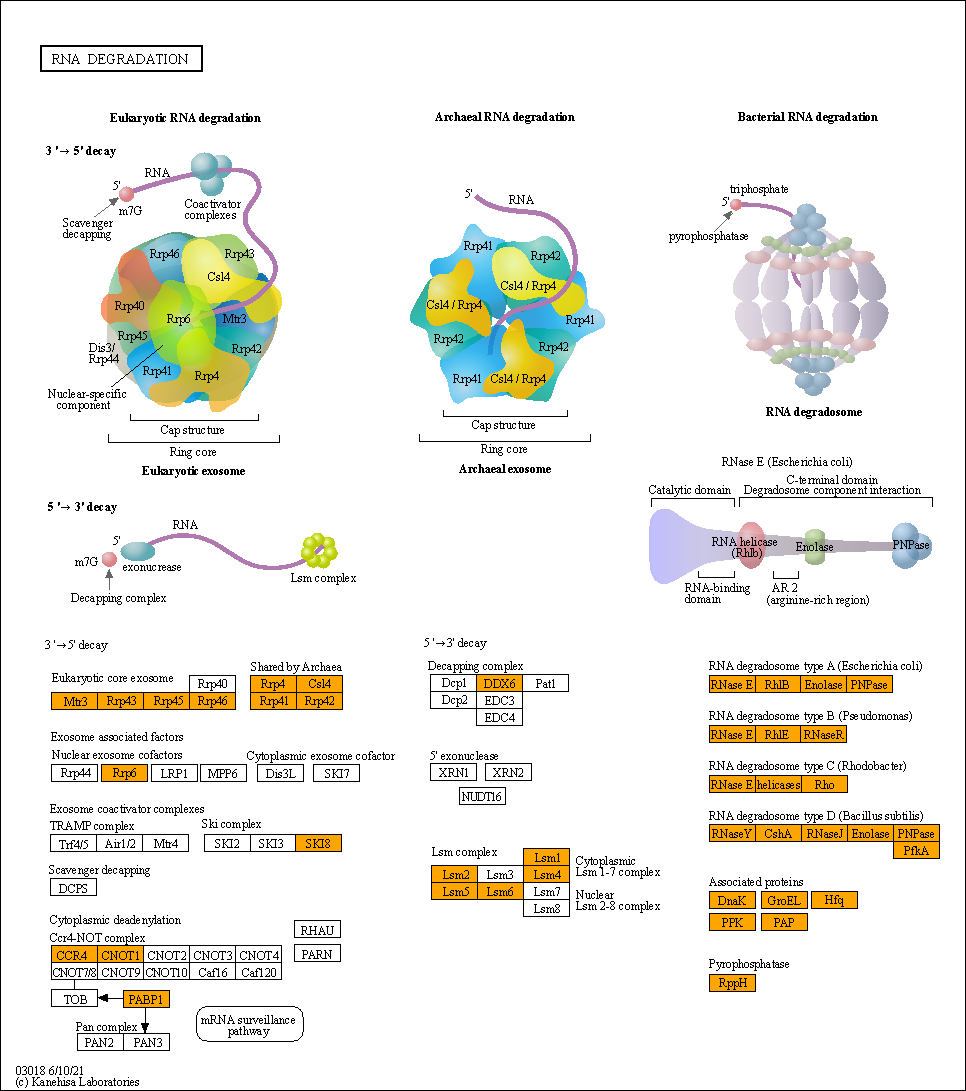 RNA DEGRADATION
Eukaryotic RNA degradation
3 '→ 5' decay
5'
RNA
m7G
Scavenger
decapping
Coactivator
complexes
Rrp46
Rrp43
Csl4
Rrp40
Rrp6
Mtr3
Rrp45
Dis3/
Rrp44
Rrp42
Rrp41
Rrp4
Nuclear-specific
component
Cap structure
Ring core
Eukaryotic exosome
Archaeal RNA degradation
5'
RNA
Rrp41
Rrp42
Csl4 / Rrp4
Csl4 / Rrp4
Rrp41
Rrp42
Rrp42
Rrp41
Csl4 / Rrp4
Cap structure
Ring core
Archaeal exosome
Bacterial RNA degradation
triphosphate
5'
pyrophosphatase
RNA degradosome
RNase E (Escherichia coli)
C-terminal domain
Catalytic domain
Degradosome component interaction
RNA helicase
(Rhlb)
Enolase
PNPase
RNA-binding
domain
AR 2
(arginine-rich region)
5 '→ 3' decay
5'
RNA
m7G
exonucrease
Lsm complex
Decapping complex
3 '→5' decay
Eukaryotic core exosome
Rrp40
Mtr3 Rrp43 Rrp45 Rrp46
Shared by Archaea
Rrp4 Csl4
Rrp41 Rrp42
Exosome associated factors
Nuclear exosome cofactors
Rrp44 Rrp6 LRP1 MPP6
Cytoplasmic exosome cofactor
Dis3L SKI7
Exosome coactivator complexes
TRAMP complex
Trf4/5 Air1/2 Mtr4
Ski complex
SKI2 SKI3 SKI8
Scavenger decapping
DCPS
Cytoplasmic deadenylation
Ccr4-NOT complex
CCR4 CNOT1 CNOT2 CNOT3 CNOT4
CNOT7/8 CNOT9 CNOT10 Caf16 Caf120
RHAU
PARN
TOB
PABP1
Pan complex
PAN2 PAN3
mRNA surveillance
pathway
5 '→3' decay
Decapping complex
Dcp1 DDX6 Pat1
Dcp2 EDC3
EDC4
5' exonuclease
XRN1 XRN2
NUDT16
Lsm complex
Lsm1
Lsm2 Lsm3 Lsm4
Lsm5 Lsm6 Lsm7
Lsm8
Cytoplasmic
Lsm 1-7 complex
Nuclear
Lsm 2-8 complex
RNA degradosome type A (Escherichia coli)
RNase E RhlB Enolase PNPase
RNA degradosome type B (Pseudomonas)
RNase E RhlE RNaseR
RNA degradosome type C (Rhodobacter)
RNase E helicases Rho
RNA degradosome type D (Bacillus subtilis)
RNaseY CshA RNaseJ Enolase PNPase
PfkA
Associated proteins
DnaK GroEL Hfq
PPK PAP
Pyrophosphatase
RppH
03018 6/10/21
(c) Kanehisa Laboratories